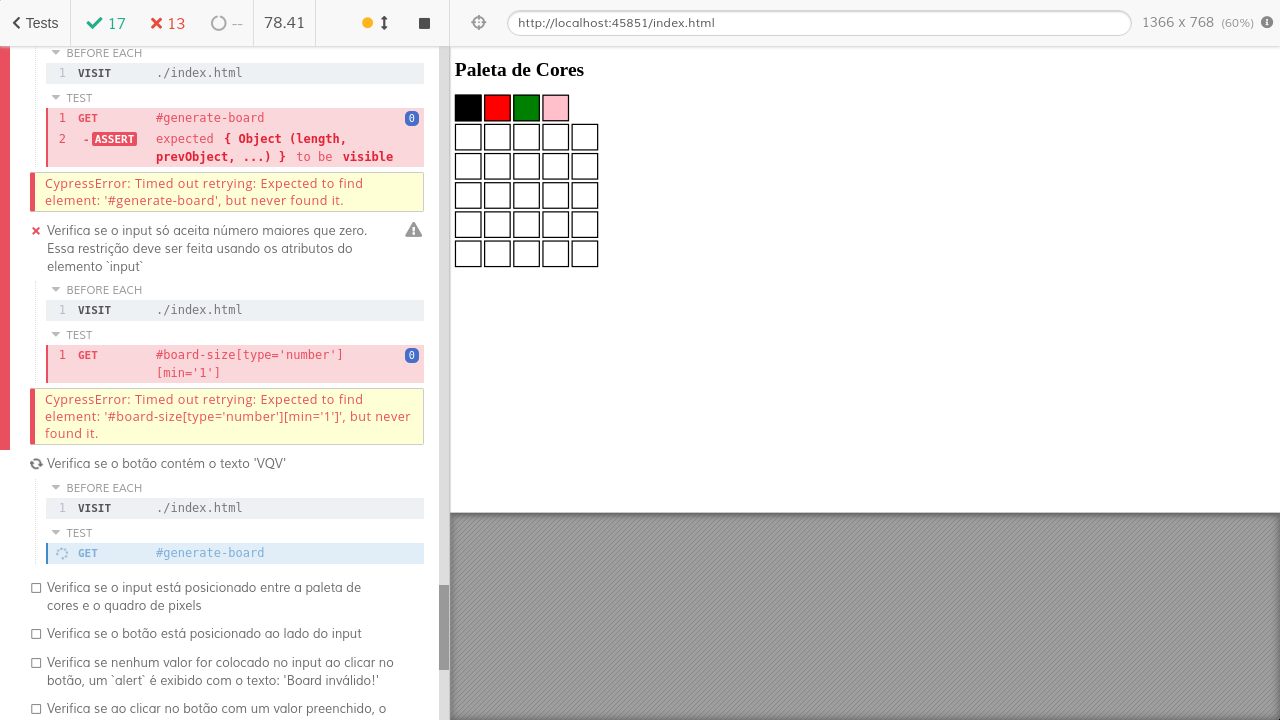 Tests 17 13 -- 78.41
http://localhost:45851/index.html 1366 x 768 (60%)
BEFORE EACH
1 VISIT ./index.html
TEST
1 GET #generate-board 0
2 -ASSERT expected { Object (length,
prevObject, ...) } to be visible
CypressError: Timed out retrying: Expected to find
element: '#generate-board', but never found it.
Verifica se o input só aceita número maiores que zero.
Essa restrição deve ser feita usando os atributos do
elemento `input`
BEFORE EACH
1 VISIT ./index.html
TEST
1 GET #board-size[type='number'] 0
[min='1']
CypressError: Timed out retrying: Expected to find
element: '#board-size[type='number'][min='1']', but never
found it.
Verifica se o botão contém o texto 'VQV'
BEFORE EACH
1 VISIT ./index.html
TEST
GET #generate-board
Verifica se o input está posicionado entre a paleta de
cores e o quadro de pixels
Verifica se o botão está posicionado ao lado do input
Verifica se nenhum valor for colocado no input ao clicar no
botão, um `alert` é exibido com o texto: 'Board inválido!'
Verifica se ao clicar no botão com um valor preenchido, o
Paleta de Cores